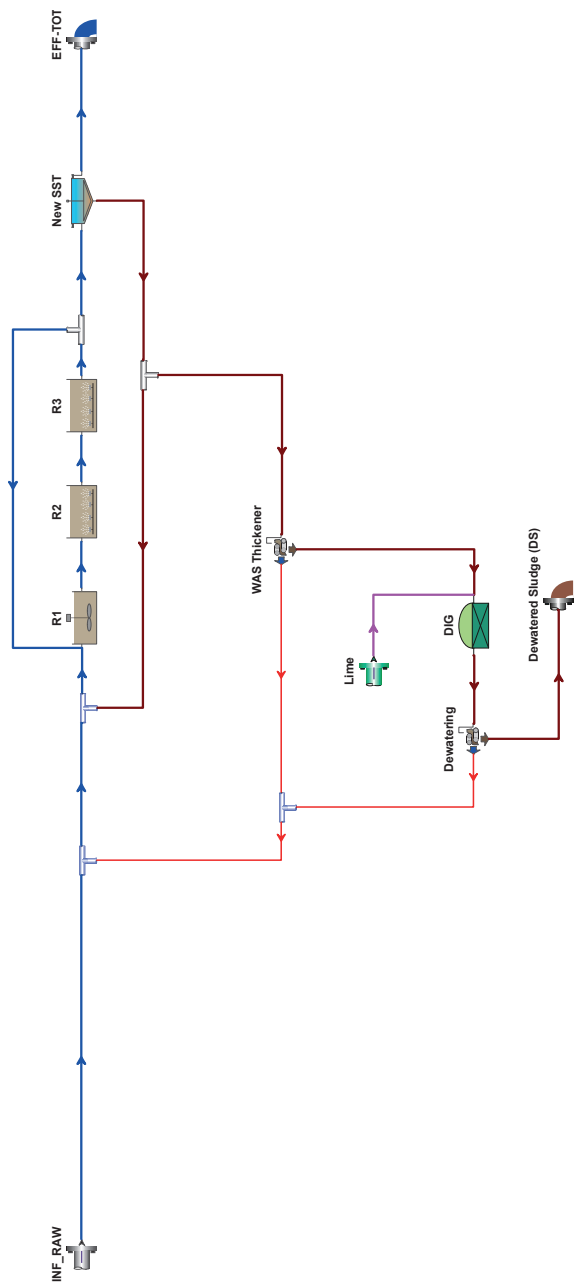 INF_RAW
R1
R2
R3
New SST
EFF-TOT
WAS Thickener
Lime
DIG
Dewatering
Dewatered Sludge (DS)